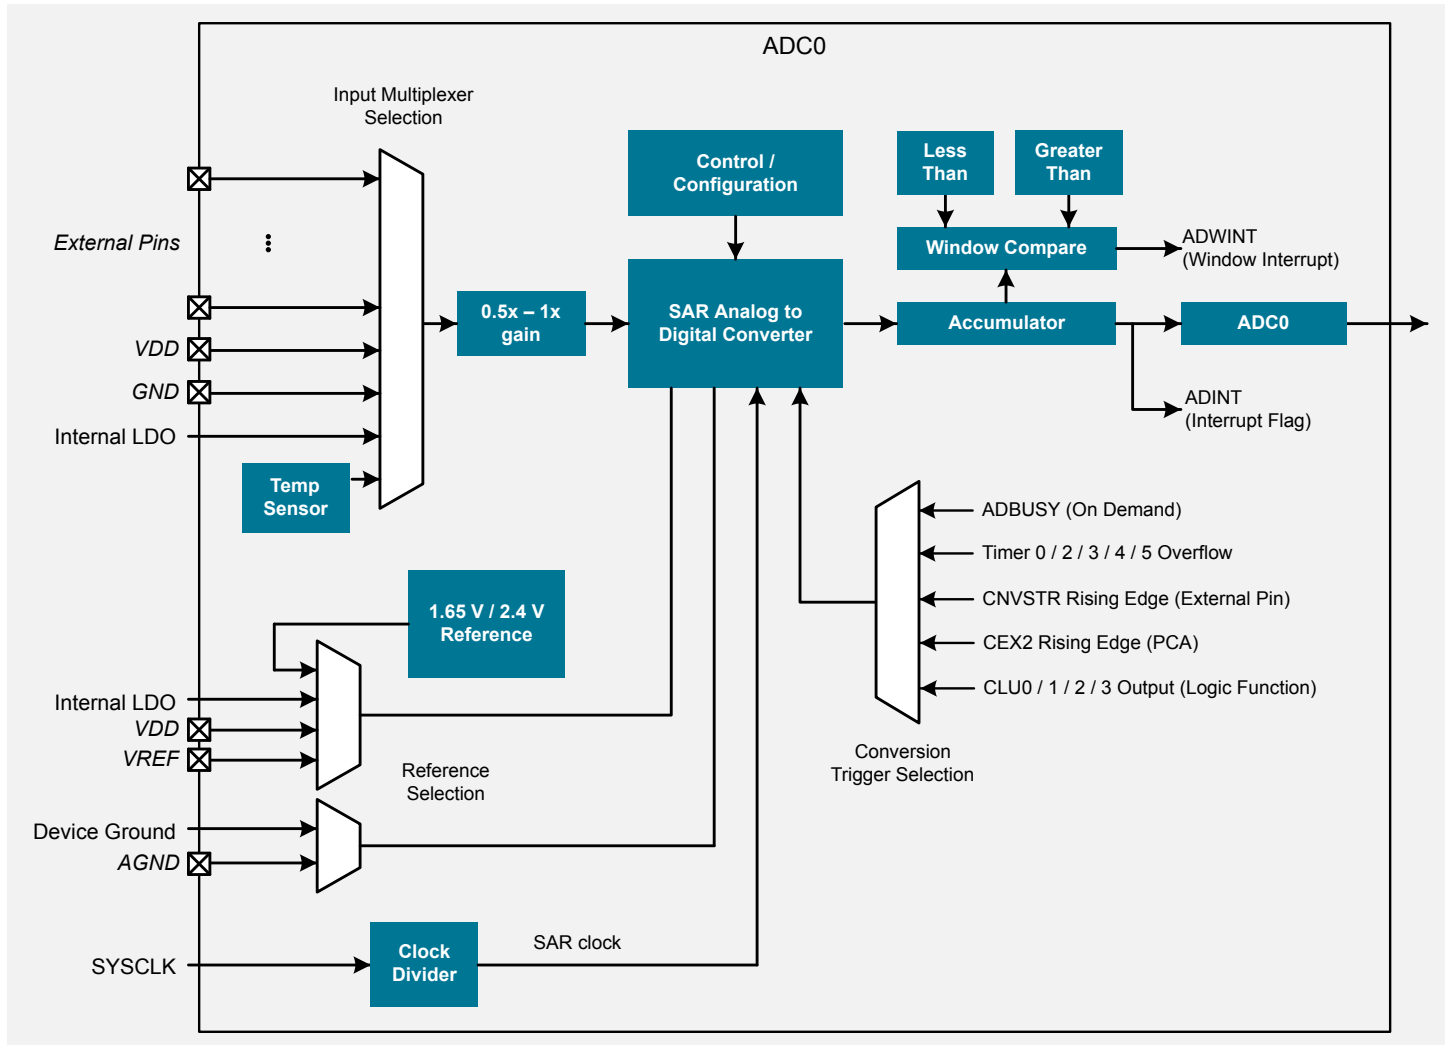 ADC0
Input Multiplexer
Selection
External Pins
VDD
GND
Internal LDO
Temp
Sensor
0.5x – 1x
gain
Control /
Configuration
SAR Analog to
Digital Converter
Less
Than
Greater
Than
Window Compare
ADWINT
(Window Interrupt)
Accumulator
ADC0
ADINT
(Interrupt Flag)
ADBUSY (On Demand)
Timer 0 / 2 / 3 / 4 / 5 Overflow
CNVSTR Rising Edge (External Pin)
CEX2 Rising Edge (PCA)
CLU0 / 1 / 2 / 3 Output (Logic Function)
Conversion
Trigger Selection
1.65 V / 2.4 V
Reference
Internal LDO
VDD
VREF
Reference
Selection
Device Ground
AGND
SYSCLK
Clock
Divider
SAR clock